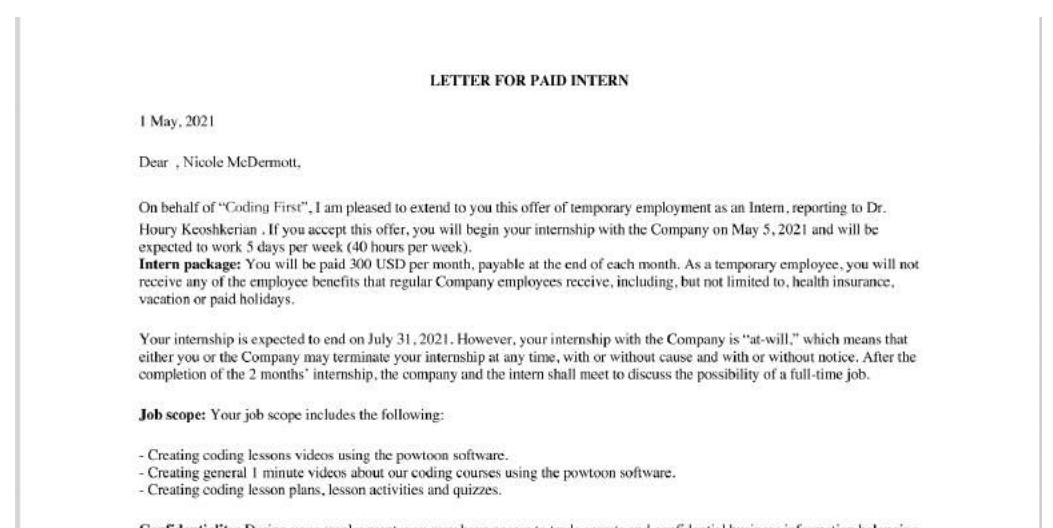 LETTER FOR PAID INTERN
1 May, 2021
Dear , Nicole McDermott,
On behalf of “Coding First”, I am pleased to extend to you this offer of temporary employment as an Intern, reporting to Dr.
Houry Keoshkerian . If you accept this offer, you will begin your internship with the Company on May 5, 2021 and will be
expected to work 5 days per week (40 hours per week).
Intern package: You will be paid 300 USD per month, payable at the end of each month. As a temporary employee, you will not
receive any of the employee benefits that regular Company employees receive, including, but not limited to, health insurance,
vacation or paid holidays.
Your internship is expected to end on July 31, 2021. However, your internship with the Company is “at-will,” which means that
either you or the Company may terminate your internship at any time, with or without cause and with or without notice. After the
completion of the 2 months’ internship, the company and the intern shall meet to discuss the possibility of a full-time job.
Job scope: Your job scope includes the following:
- Creating coding lessons videos using the powtoon software.
- Creating general 1 minute videos about our coding courses using the powtoon software.
- Creating coding lesson plans, lesson activities and quizzes.